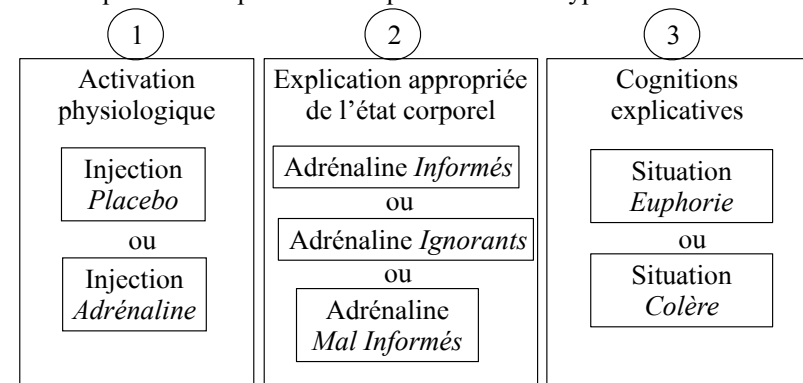 1
Activation
physiologique
Injection
Placebo
ou
Injection
Adrénaline
2
Explication appropriée
de l’état corporel
Adrénaline Informés
ou
Adrénaline Ignorants
ou
Adrénaline
Mal Informés
3
Cognitions
explicatives
Situation
Euphorie
ou
Situation
Colère